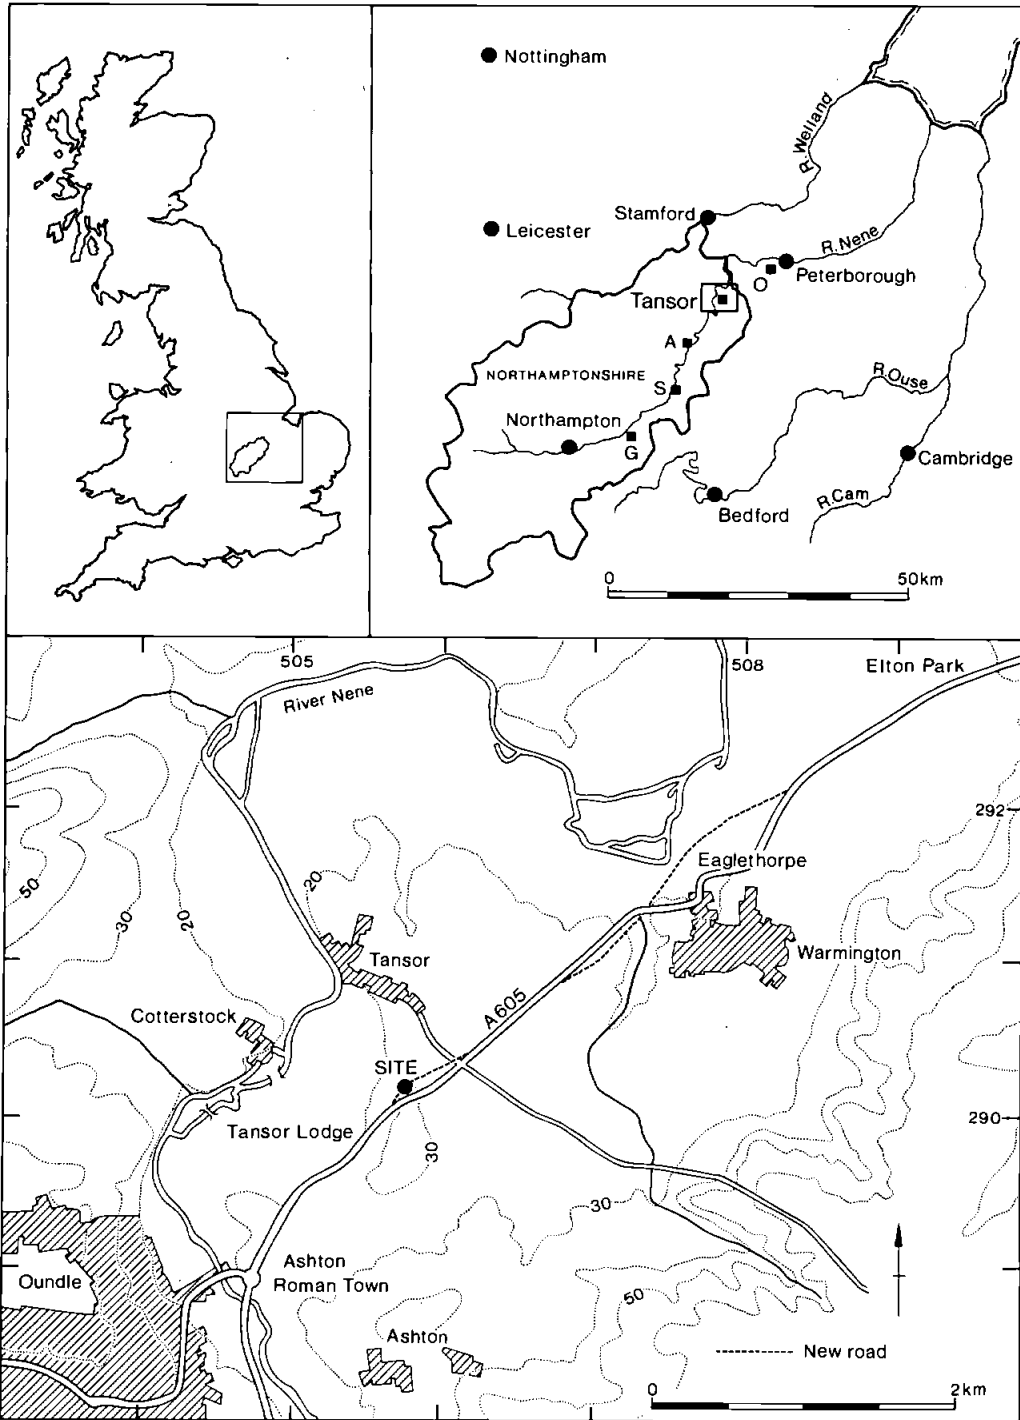 Nottingham
R. Welland
Stamford
Leicester
R. Nene
Peterborough
O
Tansor
A
NORTHAMPTONSHIRE
S
R. Ouse
Northampton
G
Cambridge
R. Cam
Bedford
0
50km
505
508
Elton Park
River Nene
292
Eaglethorpe
50
30
20
20
Tansor
Warmington
A605
Cotterstock
SITE
290
Tansor Lodge
30
30
Ashton
Roman Town
Oundle
50
Ashton
New road
0
2km